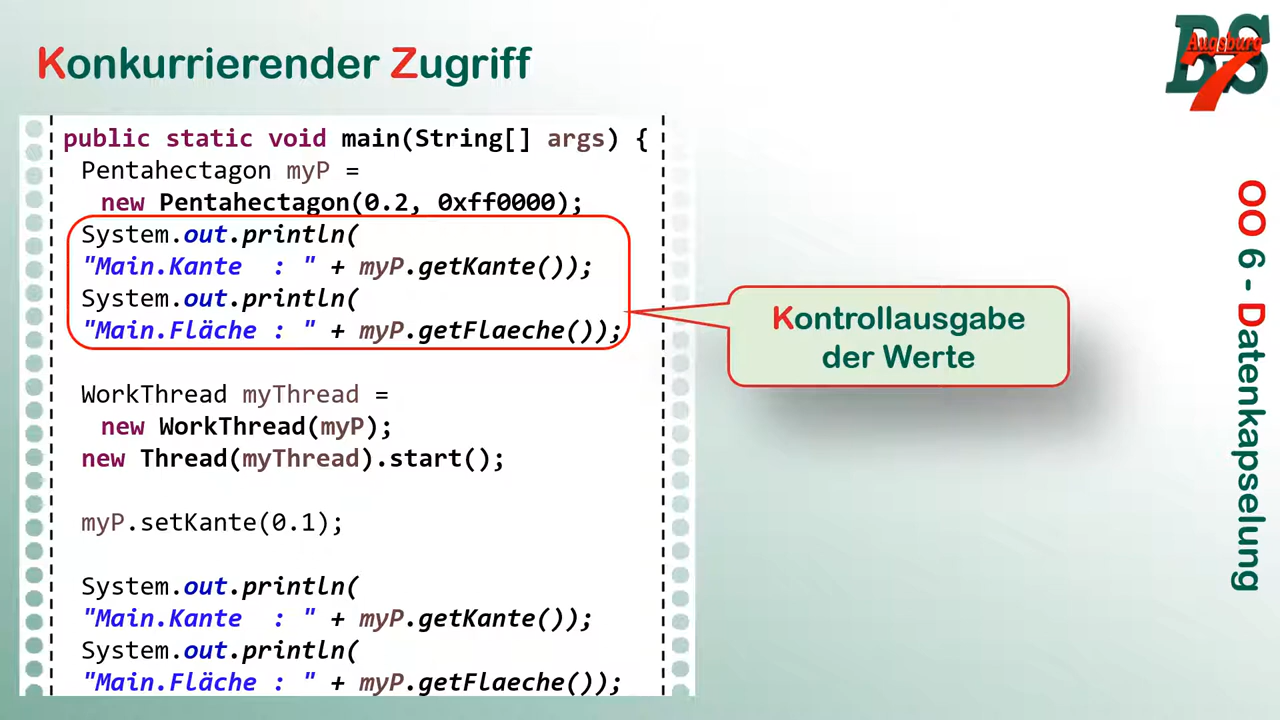 Konkurrierender Zugriff
public static void main(String[] args) {
Pentahectagon myP =
new Pentahectagon(0.2, 0xff0000);
System.out.println(
"Main.Kante  : " + myP.getKante());
System.out.println(
"Main.Fläche : " + myP.getFlaeche());
WorkThread myThread =
new WorkThread(myP);
new Thread(myThread).start();
myP.setKante(0.1);
System.out.println(
"Main.Kante  : " + myP.getKante());
System.out.println(
"Main.Fläche : " + myP.getFlaeche());
Kontrollausgabe
der Werte
BS
Augsburg
7
OO 6 - Datenkapselung